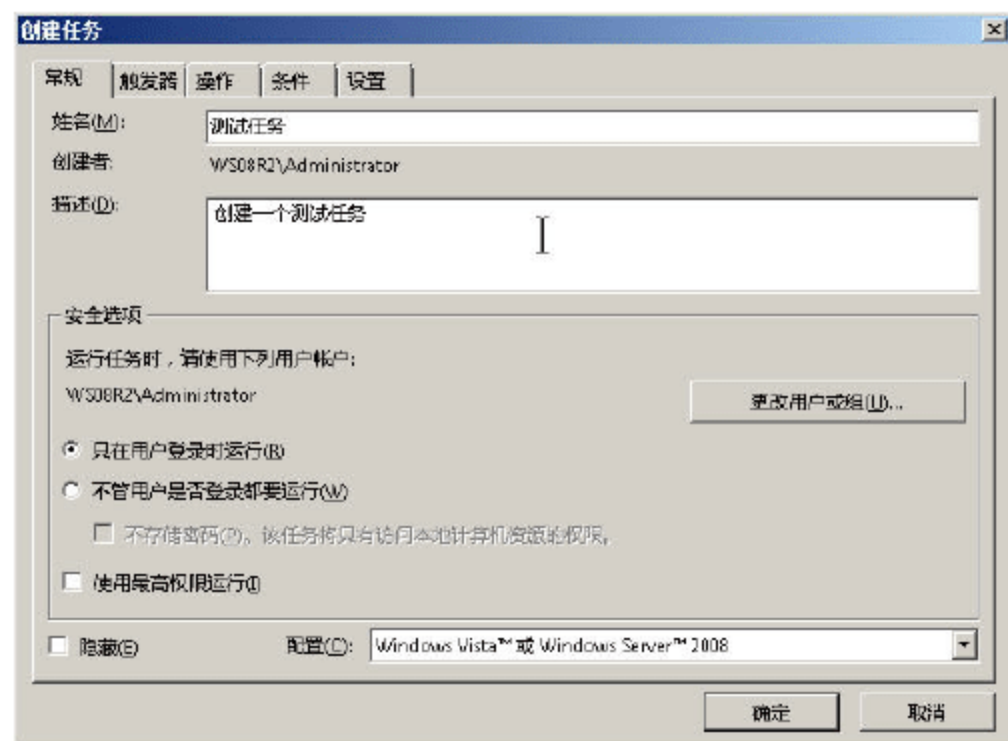 创建任务
常规 触发器 操作 条件 设置
姓名(M): 测试任务
创建者: WS08R2\Administrator
描述(D): 创建一个测试任务
安全选项
运行任务时，请使用下列用户帐户:
WS08R2\Administrator
更改用户或组(U)...
只在用户登录时运行(R)
不管用户是否登录都要运行(W)
不存储密码(P)。该任务将只有访问本地计算机资源的权限。
使用最高权限运行(I)
隐藏(E) 配置(C): Windows Vista™ 或 Windows Server™ 2008
确定 取消